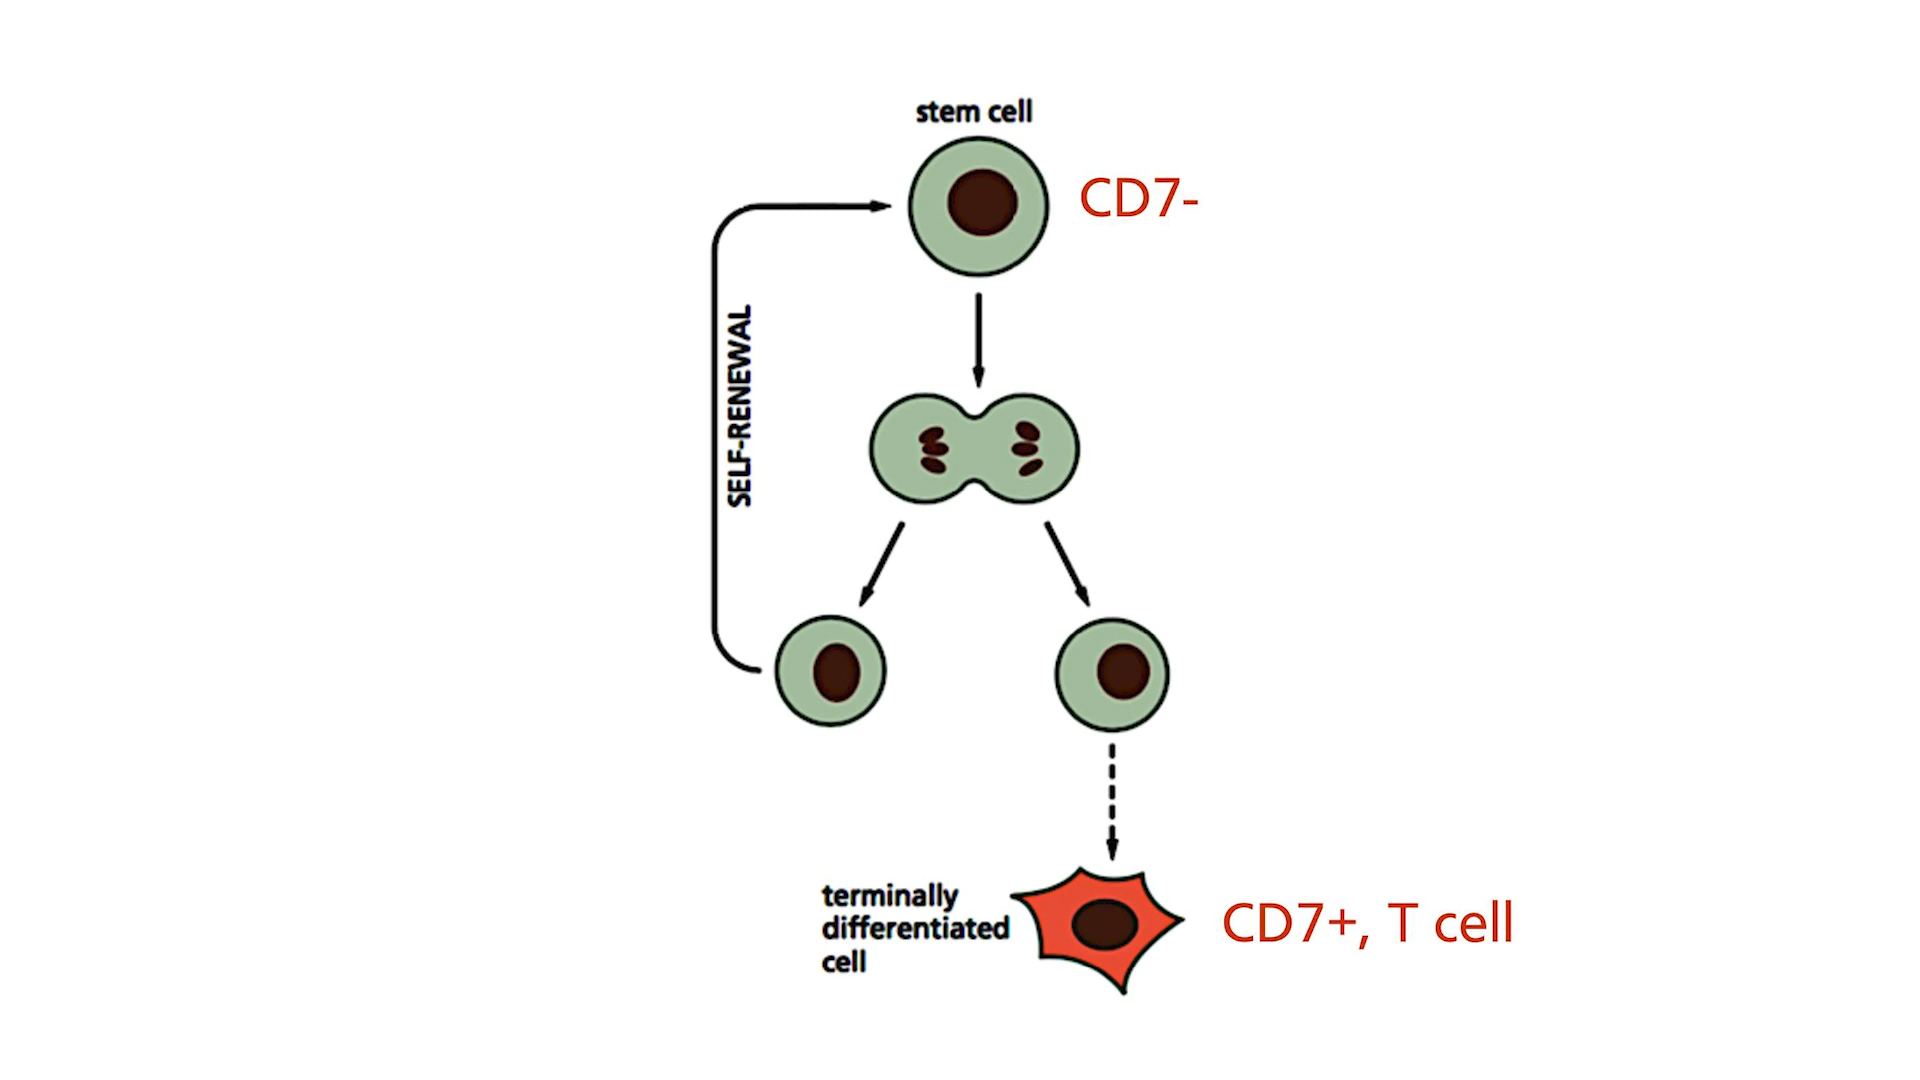 stem cell
CD7-
SELF-RENEWAL
terminally
differentiated
cell
CD7+, T cell